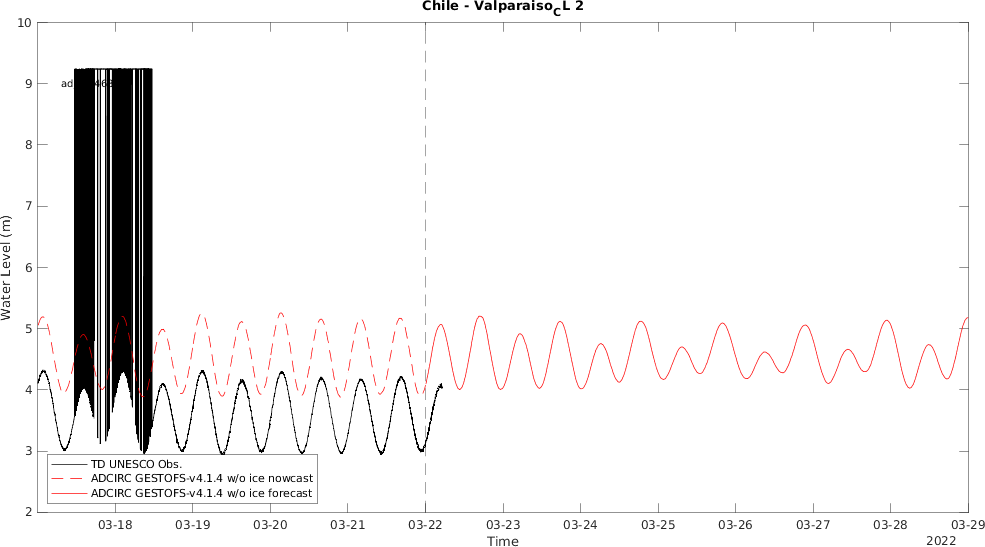 Chile - Valparaiso_CL 2
10
9
8
7
6
5
4
3
2
Water Level (m)
TD UNESCO Obs.
ADCIRC GESTOFS-v4.1.4 w/o ice nowcast
ADCIRC GESTOFS-v4.1.4 w/o ice forecast
03-18 03-19 03-20 03-21 03-22 03-23 03-24 03-25 03-26 03-27 03-28 03-29
Time
2022